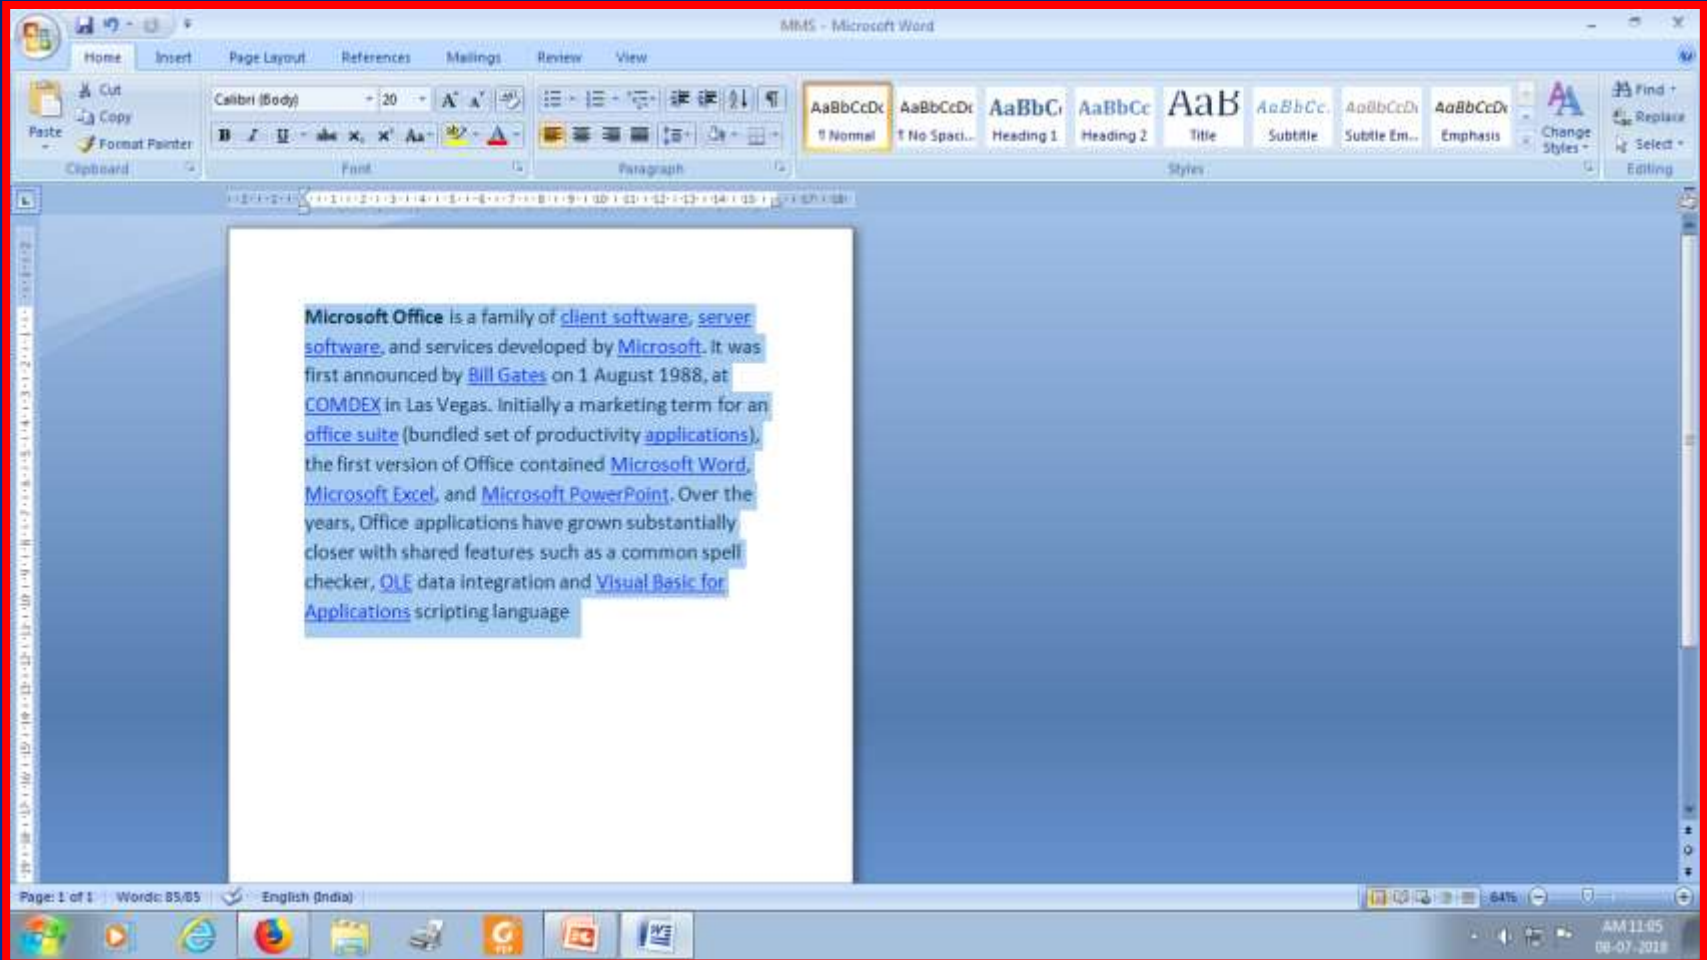 MMS - Microsoft Word
Home Insert Page Layout References Mailings Review View
Paste
Cut
Copy
Format Painter
Clipboard
Calibri (Body) 20
Font
Paragraph
AaBbCcDc AaBbCcDc AaBbC AaBbCc AaB AaBbCc. AaBbCcDc AaBbCcDc
¶ Normal ¶ No Spaci... Heading 1 Heading 2 Title Subtitle Subtle Em... Emphasis
Change Styles
Styles
Find
Replace
Select
Editing
Microsoft Office is a family of client software, server
software, and services developed by Microsoft. It was
first announced by Bill Gates on 1 August 1988, at
COMDEX in Las Vegas. Initially a marketing term for an
office suite (bundled set of productivity applications),
the first version of Office contained Microsoft Word,
Microsoft Excel, and Microsoft PowerPoint. Over the
years, Office applications have grown substantially
closer with shared features such as a common spell
checker, OLE data integration and Visual Basic for
Applications scripting language
Page: 1 of 1 Words: 85/85 English (India) 64%
AM 11:05
08-07-2018